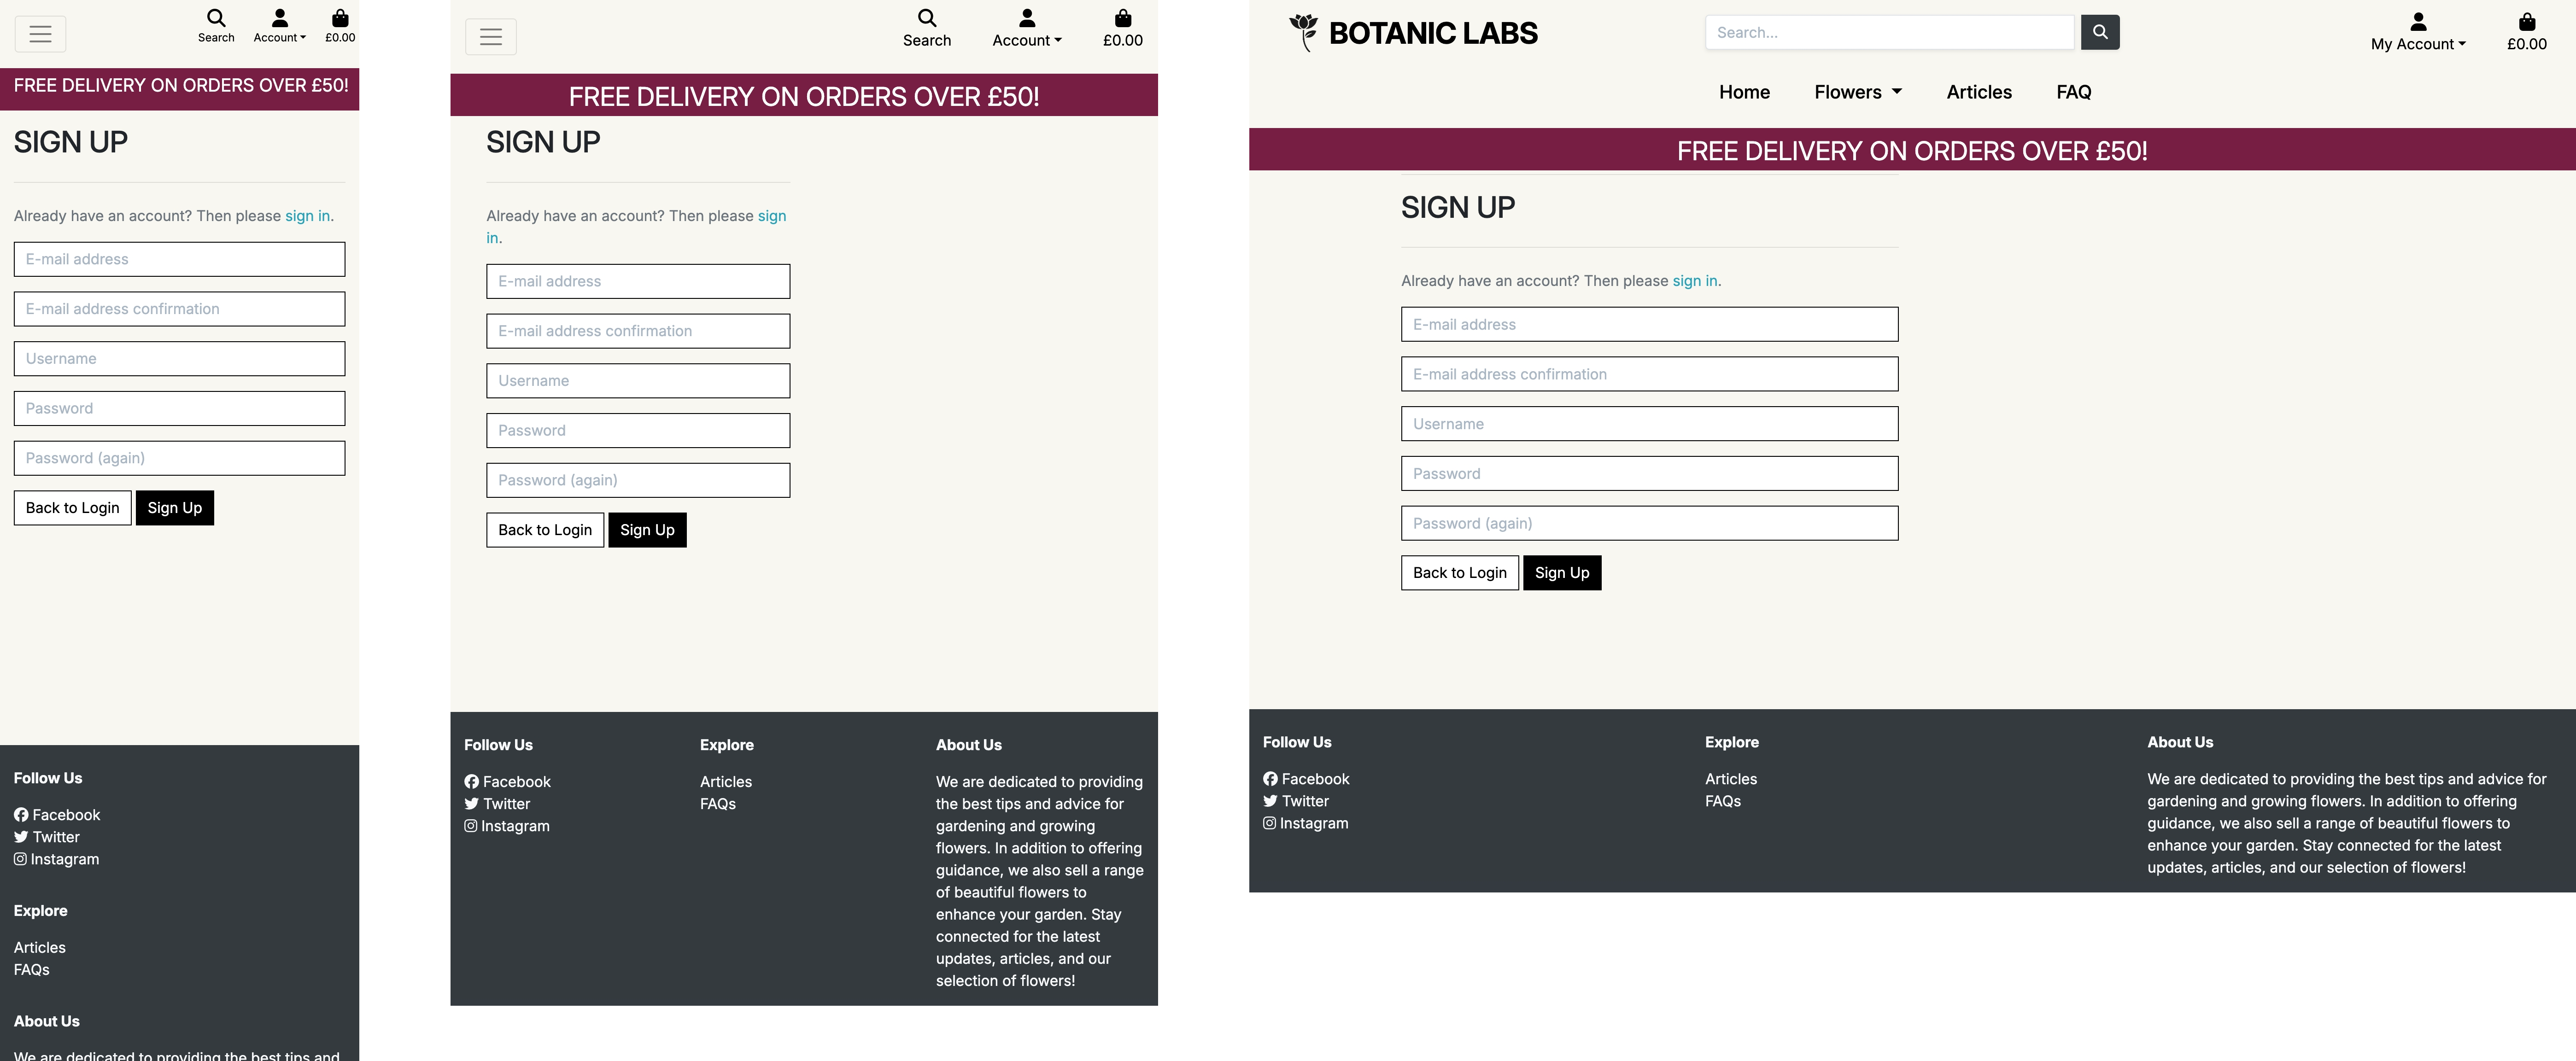 Search
Account
£0.00
FREE DELIVERY ON ORDERS OVER £50!
SIGN UP
Already have an account? Then please sign in.
E-mail address
E-mail address confirmation
Username
Password
Password (again)
Back to Login
Sign Up
Follow Us
Facebook
Twitter
Instagram
Explore
Articles
FAQs
About Us
We are dedicated to providing the best tips and
Search
Account
£0.00
FREE DELIVERY ON ORDERS OVER £50!
SIGN UP
Already have an account? Then please sign
in.
E-mail address
E-mail address confirmation
Username
Password
Password (again)
Back to Login
Sign Up
Follow Us
Facebook
Twitter
Instagram
Explore
Articles
FAQs
About Us
We are dedicated to providing
the best tips and advice for
gardening and growing
flowers. In addition to offering
guidance, we also sell a range
of beautiful flowers to
enhance your garden. Stay
connected for the latest
updates, articles, and our
selection of flowers!
BOTANIC LABS
Search...
My Account
£0.00
Home
Flowers
Articles
FAQ
FREE DELIVERY ON ORDERS OVER £50!
SIGN UP
Already have an account? Then please sign in.
E-mail address
E-mail address confirmation
Username
Password
Password (again)
Back to Login
Sign Up
Follow Us
Facebook
Twitter
Instagram
Explore
Articles
FAQs
About Us
We are dedicated to providing the best tips and advice for
gardening and growing flowers. In addition to offering
guidance, we also sell a range of beautiful flowers to
enhance your garden. Stay connected for the latest
updates, articles, and our selection of flowers!